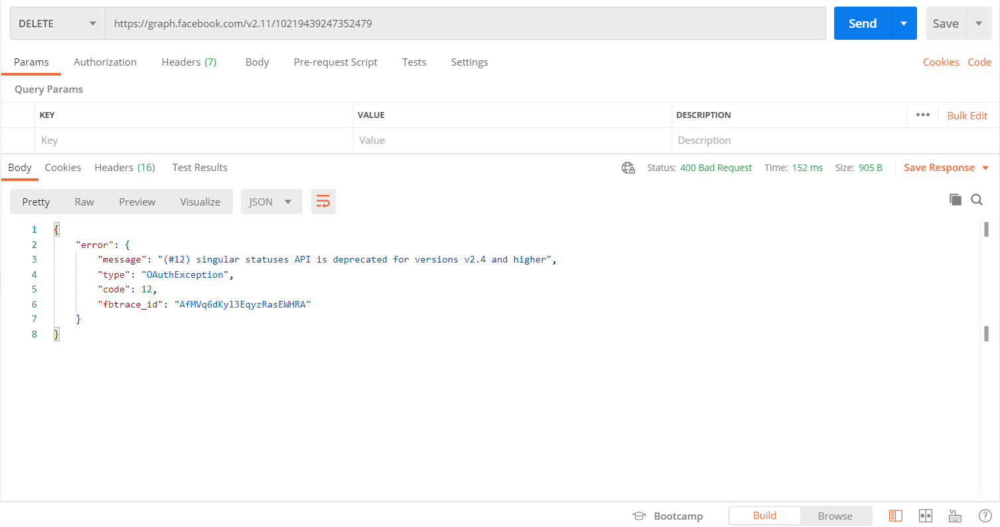 DELETE https://graph.facebook.com/v2.11/10219439247352479 Send Save
Params Authorization Headers (7) Body Pre-request Script Tests Settings Cookies Code
Query Params
KEY VALUE DESCRIPTION ••• Bulk Edit
Key Value Description
Body Cookies Headers (16) Test Results Status: 400 Bad Request Time: 152 ms Size: 905 B Save Response
Pretty Raw Preview Visualize JSON
1 {
2 "error": {
3 "message": "(#12) singular statuses API is deprecated for versions v2.4 and higher",
4 "type": "OAuthException",
5 "code": 12,
6 "fbtrace_id": "AfMVq6dKyl3EqyzRasEWHRA"
7 }
8 }
Bootcamp Build Browse ?